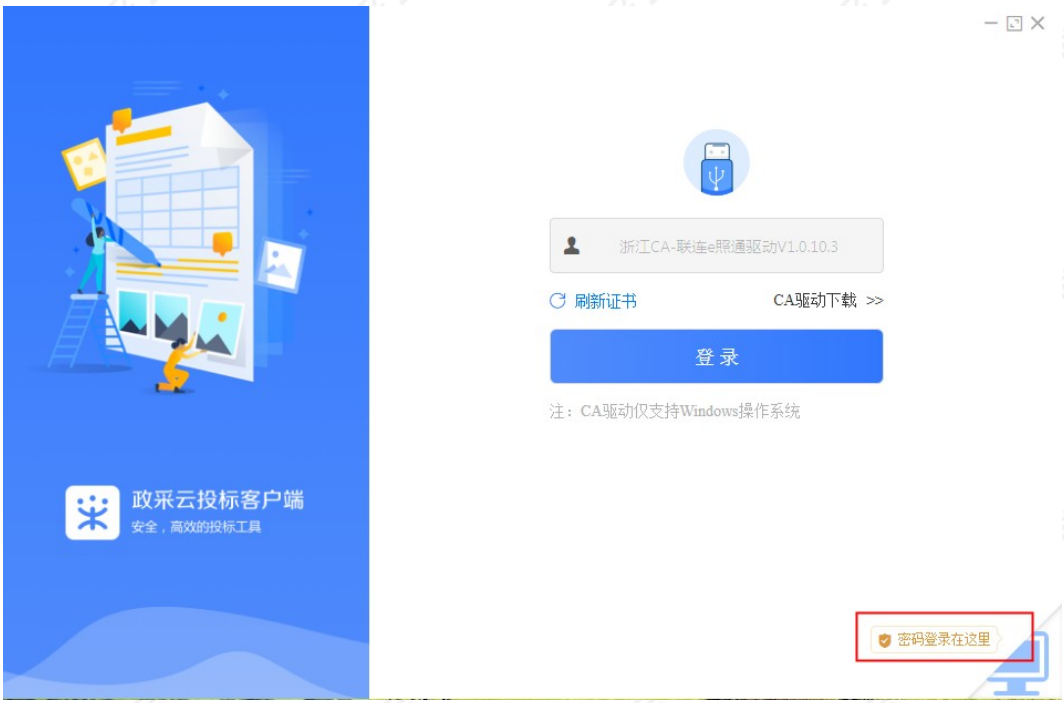 浙江CA-联连e照通驱动V1.0.10.3
刷新证书
CA驱动下载 >>
登录
注：CA驱动仅支持Windows操作系统
政采云投标客户端
安全，高效的投标工具
密码登录在这里